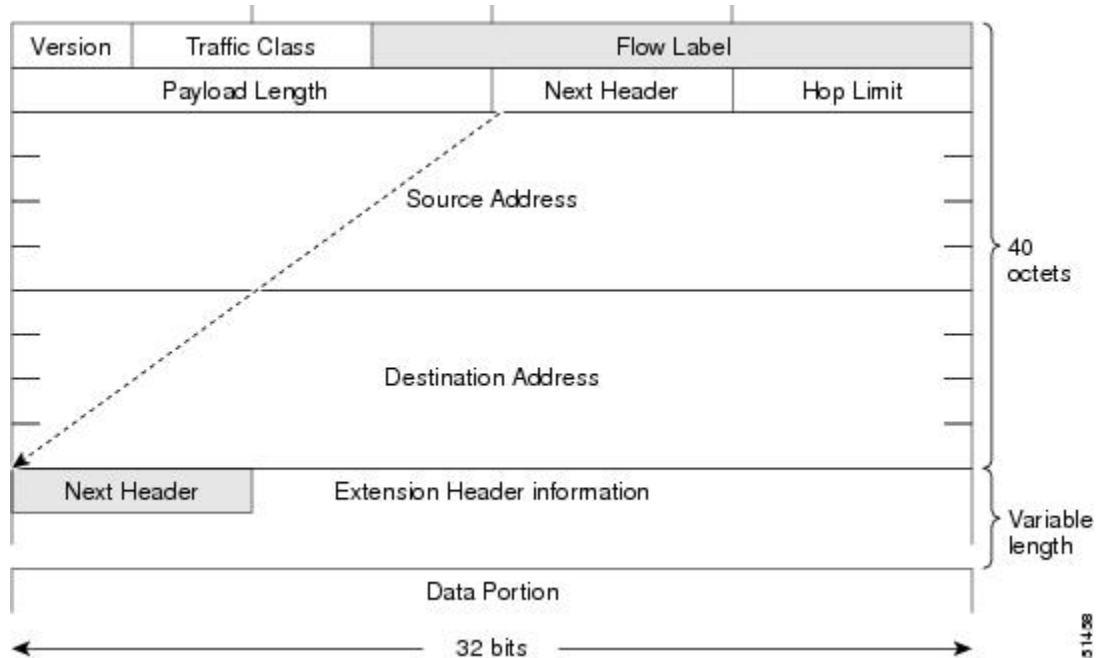 Version Traffic Class Flow Label
Payload Length Next Header Hop Limit
Source Address
40
octets
Destination Address
Next Header Extension Header information
Variable
length
Data Portion
32 bits
51458